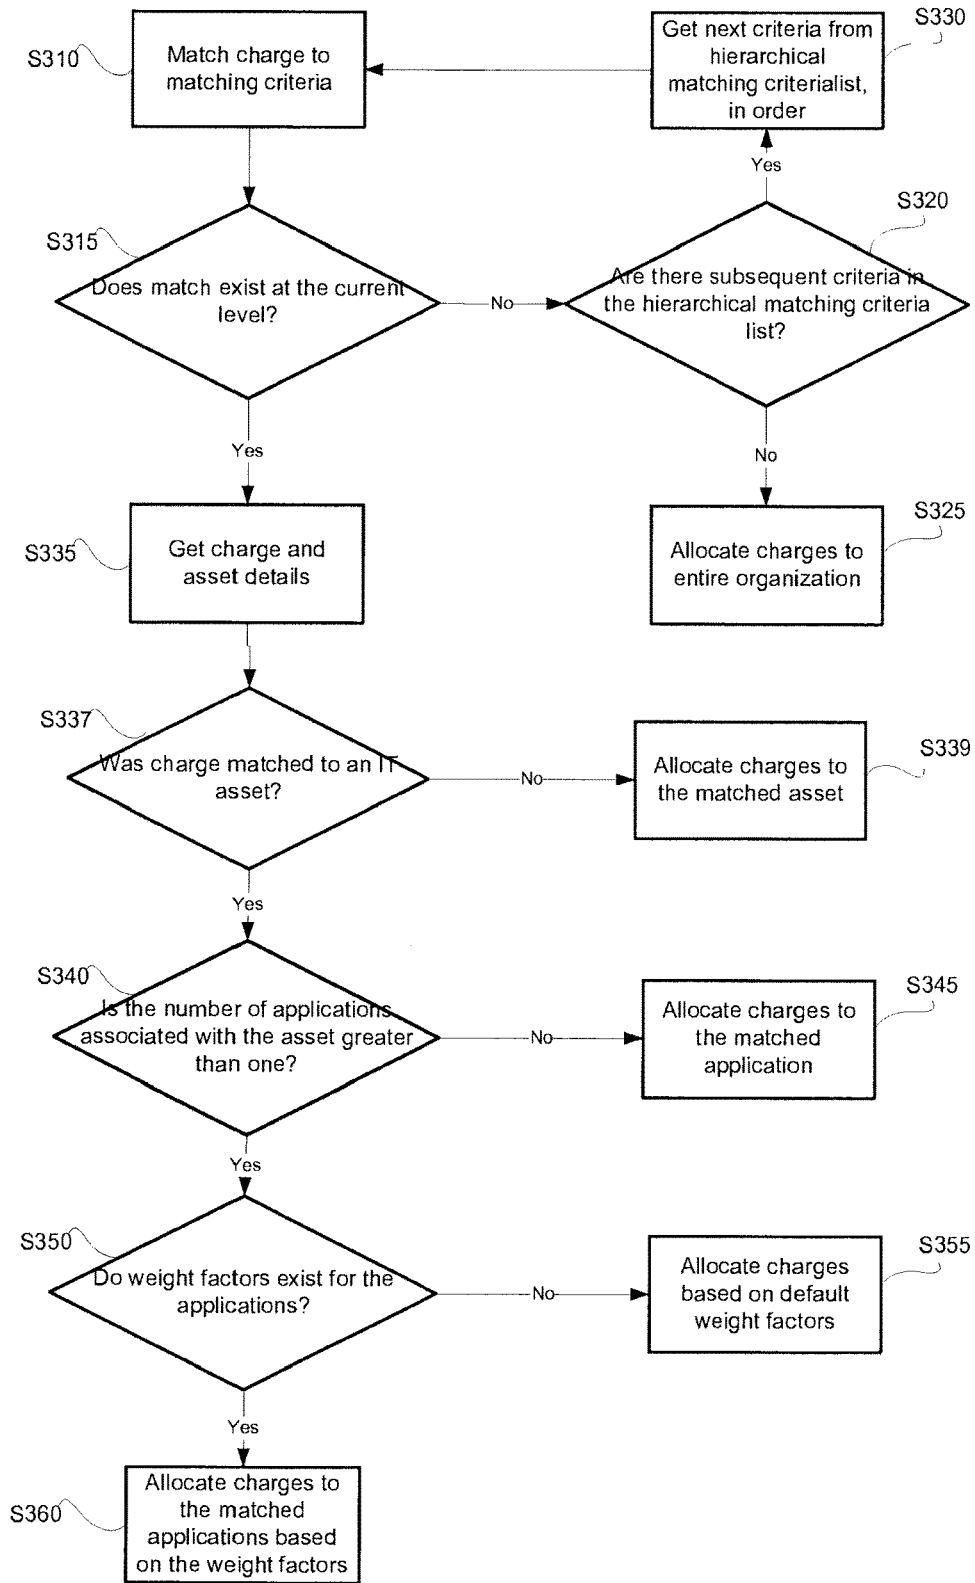 S310
Match charge to
matching criteria
Get next criteria from
hierarchical
matching criterialist,
in order
S330
Yes
S315
Does match exist at the current
level?
No
S320
Are there subsequent criteria in
the hierarchical matching criteria
list?
Yes
No
S335
Get charge and
asset details
Allocate charges to
entire organization
S325
S337
Was charge matched to an IT
asset?
No
Allocate charges to
the matched asset
S339
Yes
S340
Is the number of applications
associated with the asset greater
than one?
No
Allocate charges to
the matched
application
S345
Yes
S350
Do weight factors exist for the
applications?
No
Allocate charges
based on default
weight factors
S355
Yes
S360
Allocate charges to
the matched
applications based
on the weight factors